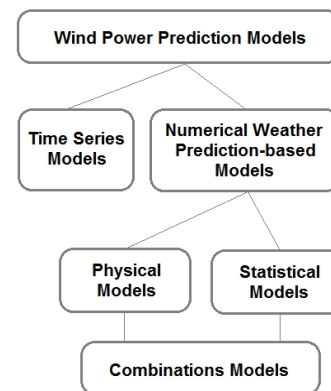 Wind Power Prediction Models
Time Series
Models
Numerical Weather
Prediction-based
Models
Physical
Models
Statistical
Models
Combinations Models